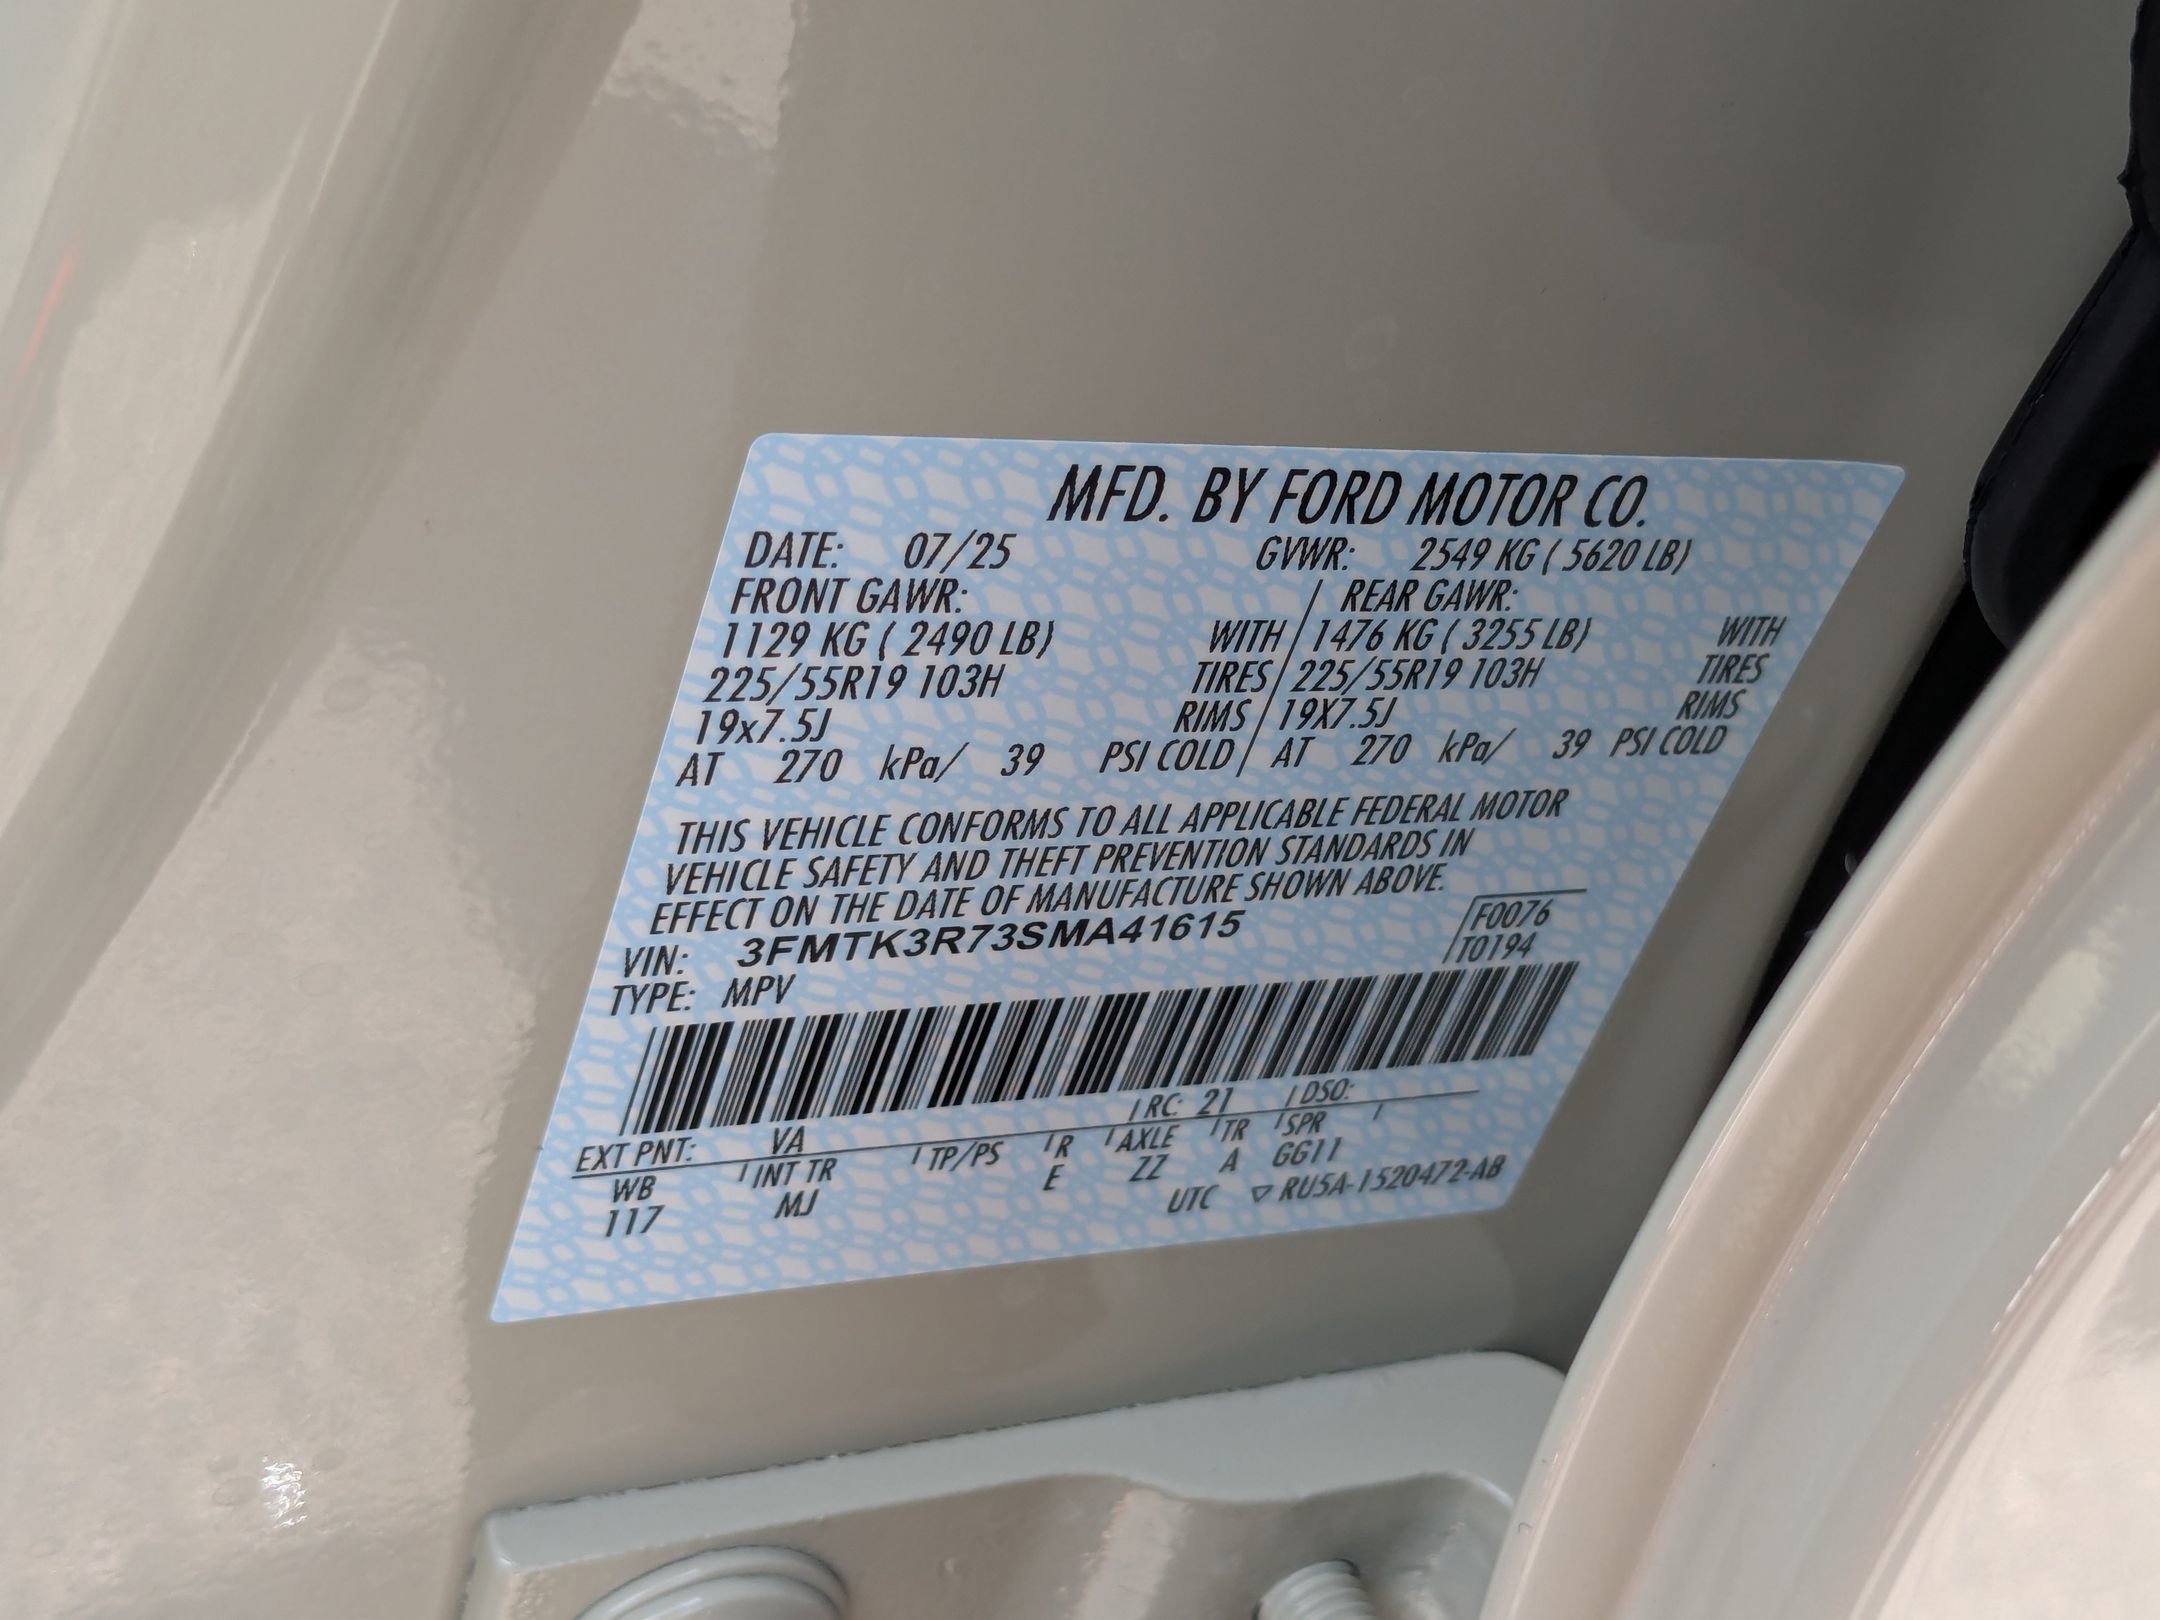 MFD. BY FORD MOTOR CO.
DATE: 07/25 GVWR: 2549 KG ( 5620 LB)
FRONT GAWR: / REAR GAWR:
1129 KG ( 2490 LB) WITH / 1476 KG ( 3255 LB) WITH
225/55R19 103H TIRES / 225/55R19 103H TIRES
19x7.5J RIMS / 19X7.5J RIMS
AT 270 kPa/ 39 PSI COLD / AT 270 kPa/ 39 PSI COLD
THIS VEHICLE CONFORMS TO ALL APPLICABLE FEDERAL MOTOR
VEHICLE SAFETY AND THEFT PREVENTION STANDARDS IN
EFFECT ON THE DATE OF MANUFACTURE SHOWN ABOVE.
VIN: 3FMTK3R73SMA41615 F0076
TYPE: MPV T0194
EXT PNT: VA RC: 21 DSO:
WB INT TR TP/PS R AXLE TR SPR
117 MJ E ZZ A GG11
UTC ▽ RU5A-1520472-AB